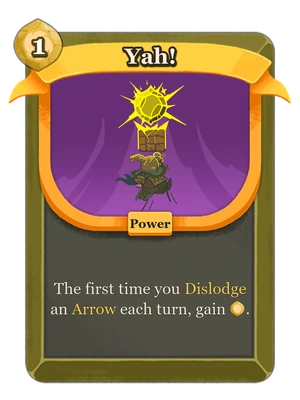 1
Yah!
Power
The first time you Dislodge
an Arrow each turn, gain .